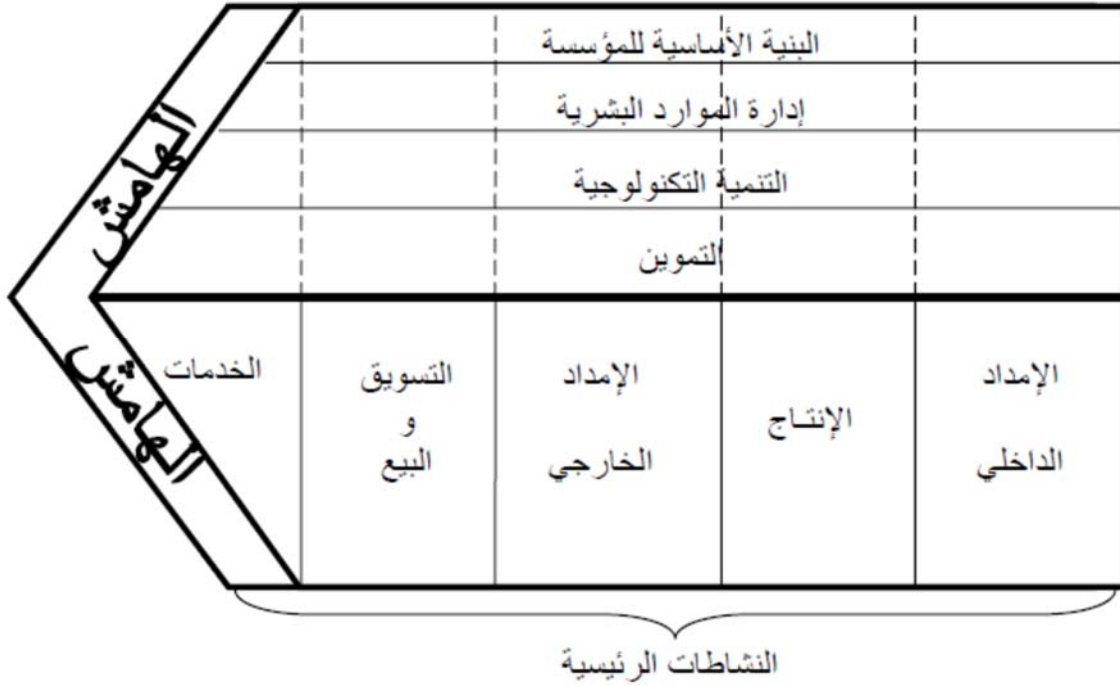 البنية الأساسية للمؤسسة
إدارة الموارد البشرية
التنمية التكنولوجية
التموين
الهامش
الهامش
الإمداد
الداخلي
الإنتـاج
الإمداد
الخارجي
التسويق
و
البيع
الخدمات
النشاطات الرئيسية